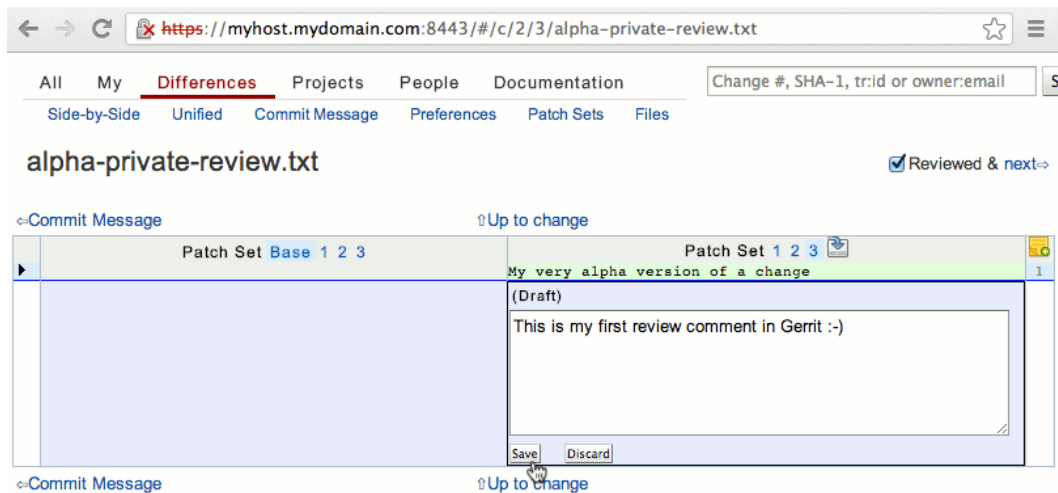 https://myhost.mydomain.com:8443/#/c/2/3/alpha-private-review.txt
All My Differences Projects People Documentation Change #, SHA-1, tr:id or owner:email S
Side-by-Side Unified Commit Message Preferences Patch Sets Files
alpha-private-review.txt Reviewed & next⇨
⇦Commit Message ⇧Up to change
Patch Set Base 1 2 3 Patch Set 1 2 3
My very alpha version of a change 1
(Draft)
This is my first review comment in Gerrit :-)
Save Discard
⇦Commit Message ⇧Up to change